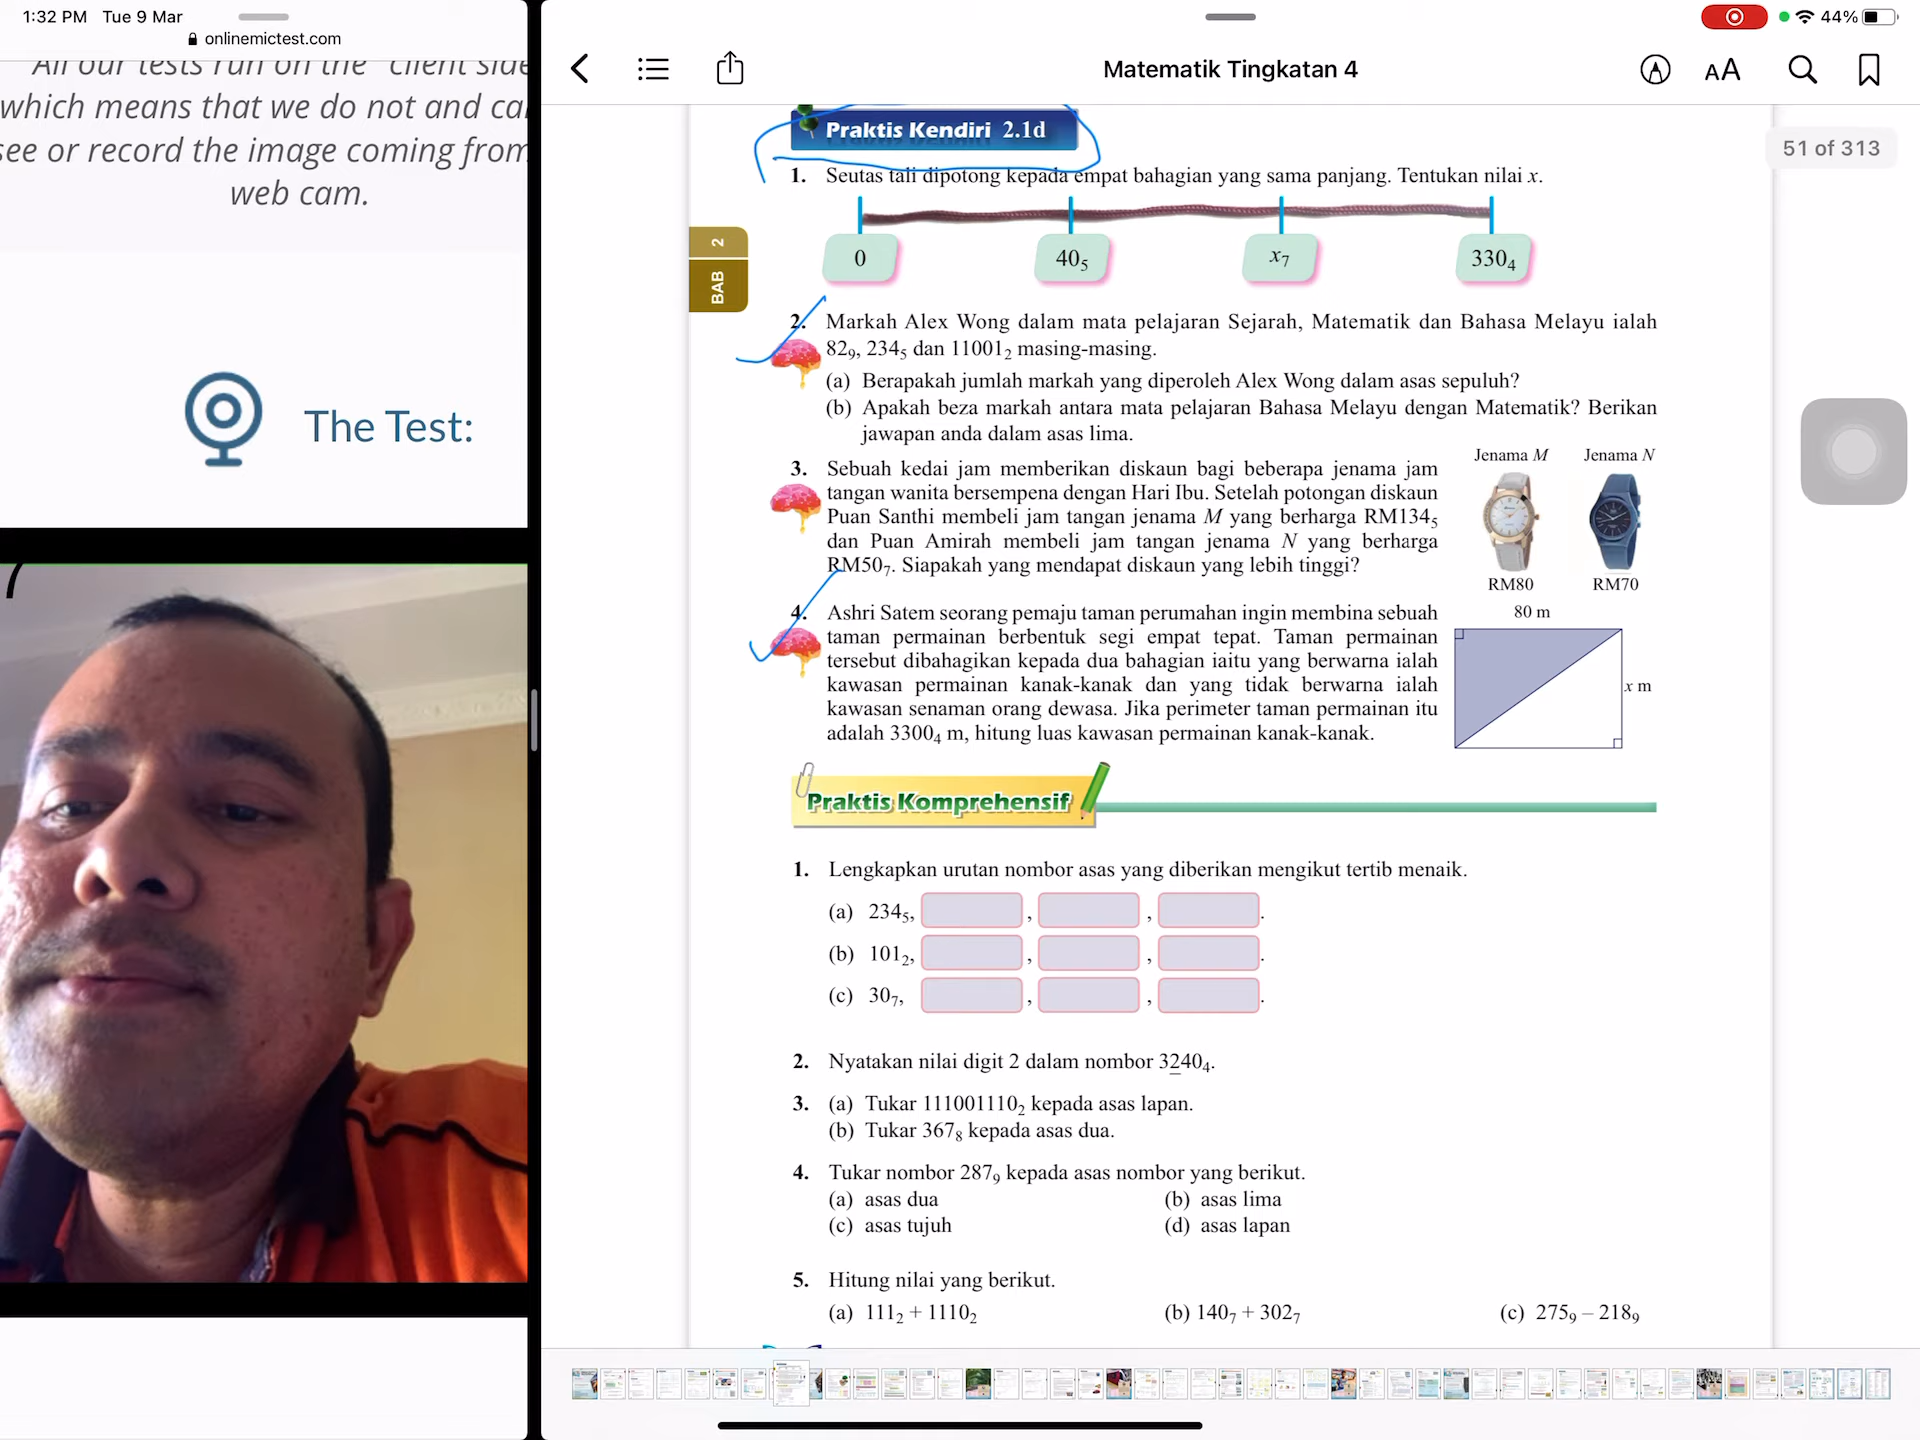 1:32 PM Tue 9 Mar
onlinemictest.com
All our tests run on the "client side
which means that we do not and ca
see or record the image coming from
web cam.
The Test:
44%
Matematik Tingkatan 4
AA
51 of 313
Praktis Kendiri 2.1d
1. Seutas tali dipotong kepada empat bahagian yang sama panjang. Tentukan nilai x.
0 40₅ x₇ 330₄
BAB 2
2. Markah Alex Wong dalam mata pelajaran Sejarah, Matematik dan Bahasa Melayu ialah
82₉, 234₅ dan 11001₂ masing-masing.
(a) Berapakah jumlah markah yang diperoleh Alex Wong dalam asas sepuluh?
(b) Apakah beza markah antara mata pelajaran Bahasa Melayu dengan Matematik? Berikan
jawapan anda dalam asas lima.
3. Sebuah kedai jam memberikan diskaun bagi beberapa jenama jam
tangan wanita bersempena dengan Hari Ibu. Setelah potongan diskaun
Puan Santhi membeli jam tangan jenama M yang berharga RM134₅
dan Puan Amirah membeli jam tangan jenama N yang berharga
RM50₇. Siapakah yang mendapat diskaun yang lebih tinggi?
Jenama M Jenama N
RM80 RM70
4. Ashri Satem seorang pemaju taman perumahan ingin membina sebuah
taman permainan berbentuk segi empat tepat. Taman permainan
tersebut dibahagikan kepada dua bahagian iaitu yang berwarna ialah
kawasan permainan kanak-kanak dan yang tidak berwarna ialah
kawasan senaman orang dewasa. Jika perimeter taman permainan itu
adalah 3300₄ m, hitung luas kawasan permainan kanak-kanak.
80 m
x m
Praktis Komprehensif
1. Lengkapkan urutan nombor asas yang diberikan mengikut tertib menaik.
(a) 234₅, , , .
(b) 101₂, , , .
(c) 30₇, , , .
2. Nyatakan nilai digit 2 dalam nombor 3240₄.
3. (a) Tukar 111001110₂ kepada asas lapan.
(b) Tukar 367₈ kepada asas dua.
4. Tukar nombor 287₉ kepada asas nombor yang berikut.
(a) asas dua (b) asas lima
(c) asas tujuh (d) asas lapan
5. Hitung nilai yang berikut.
(a) 111₂ + 1110₂ (b) 140₇ + 302₇ (c) 275₉ – 218₉